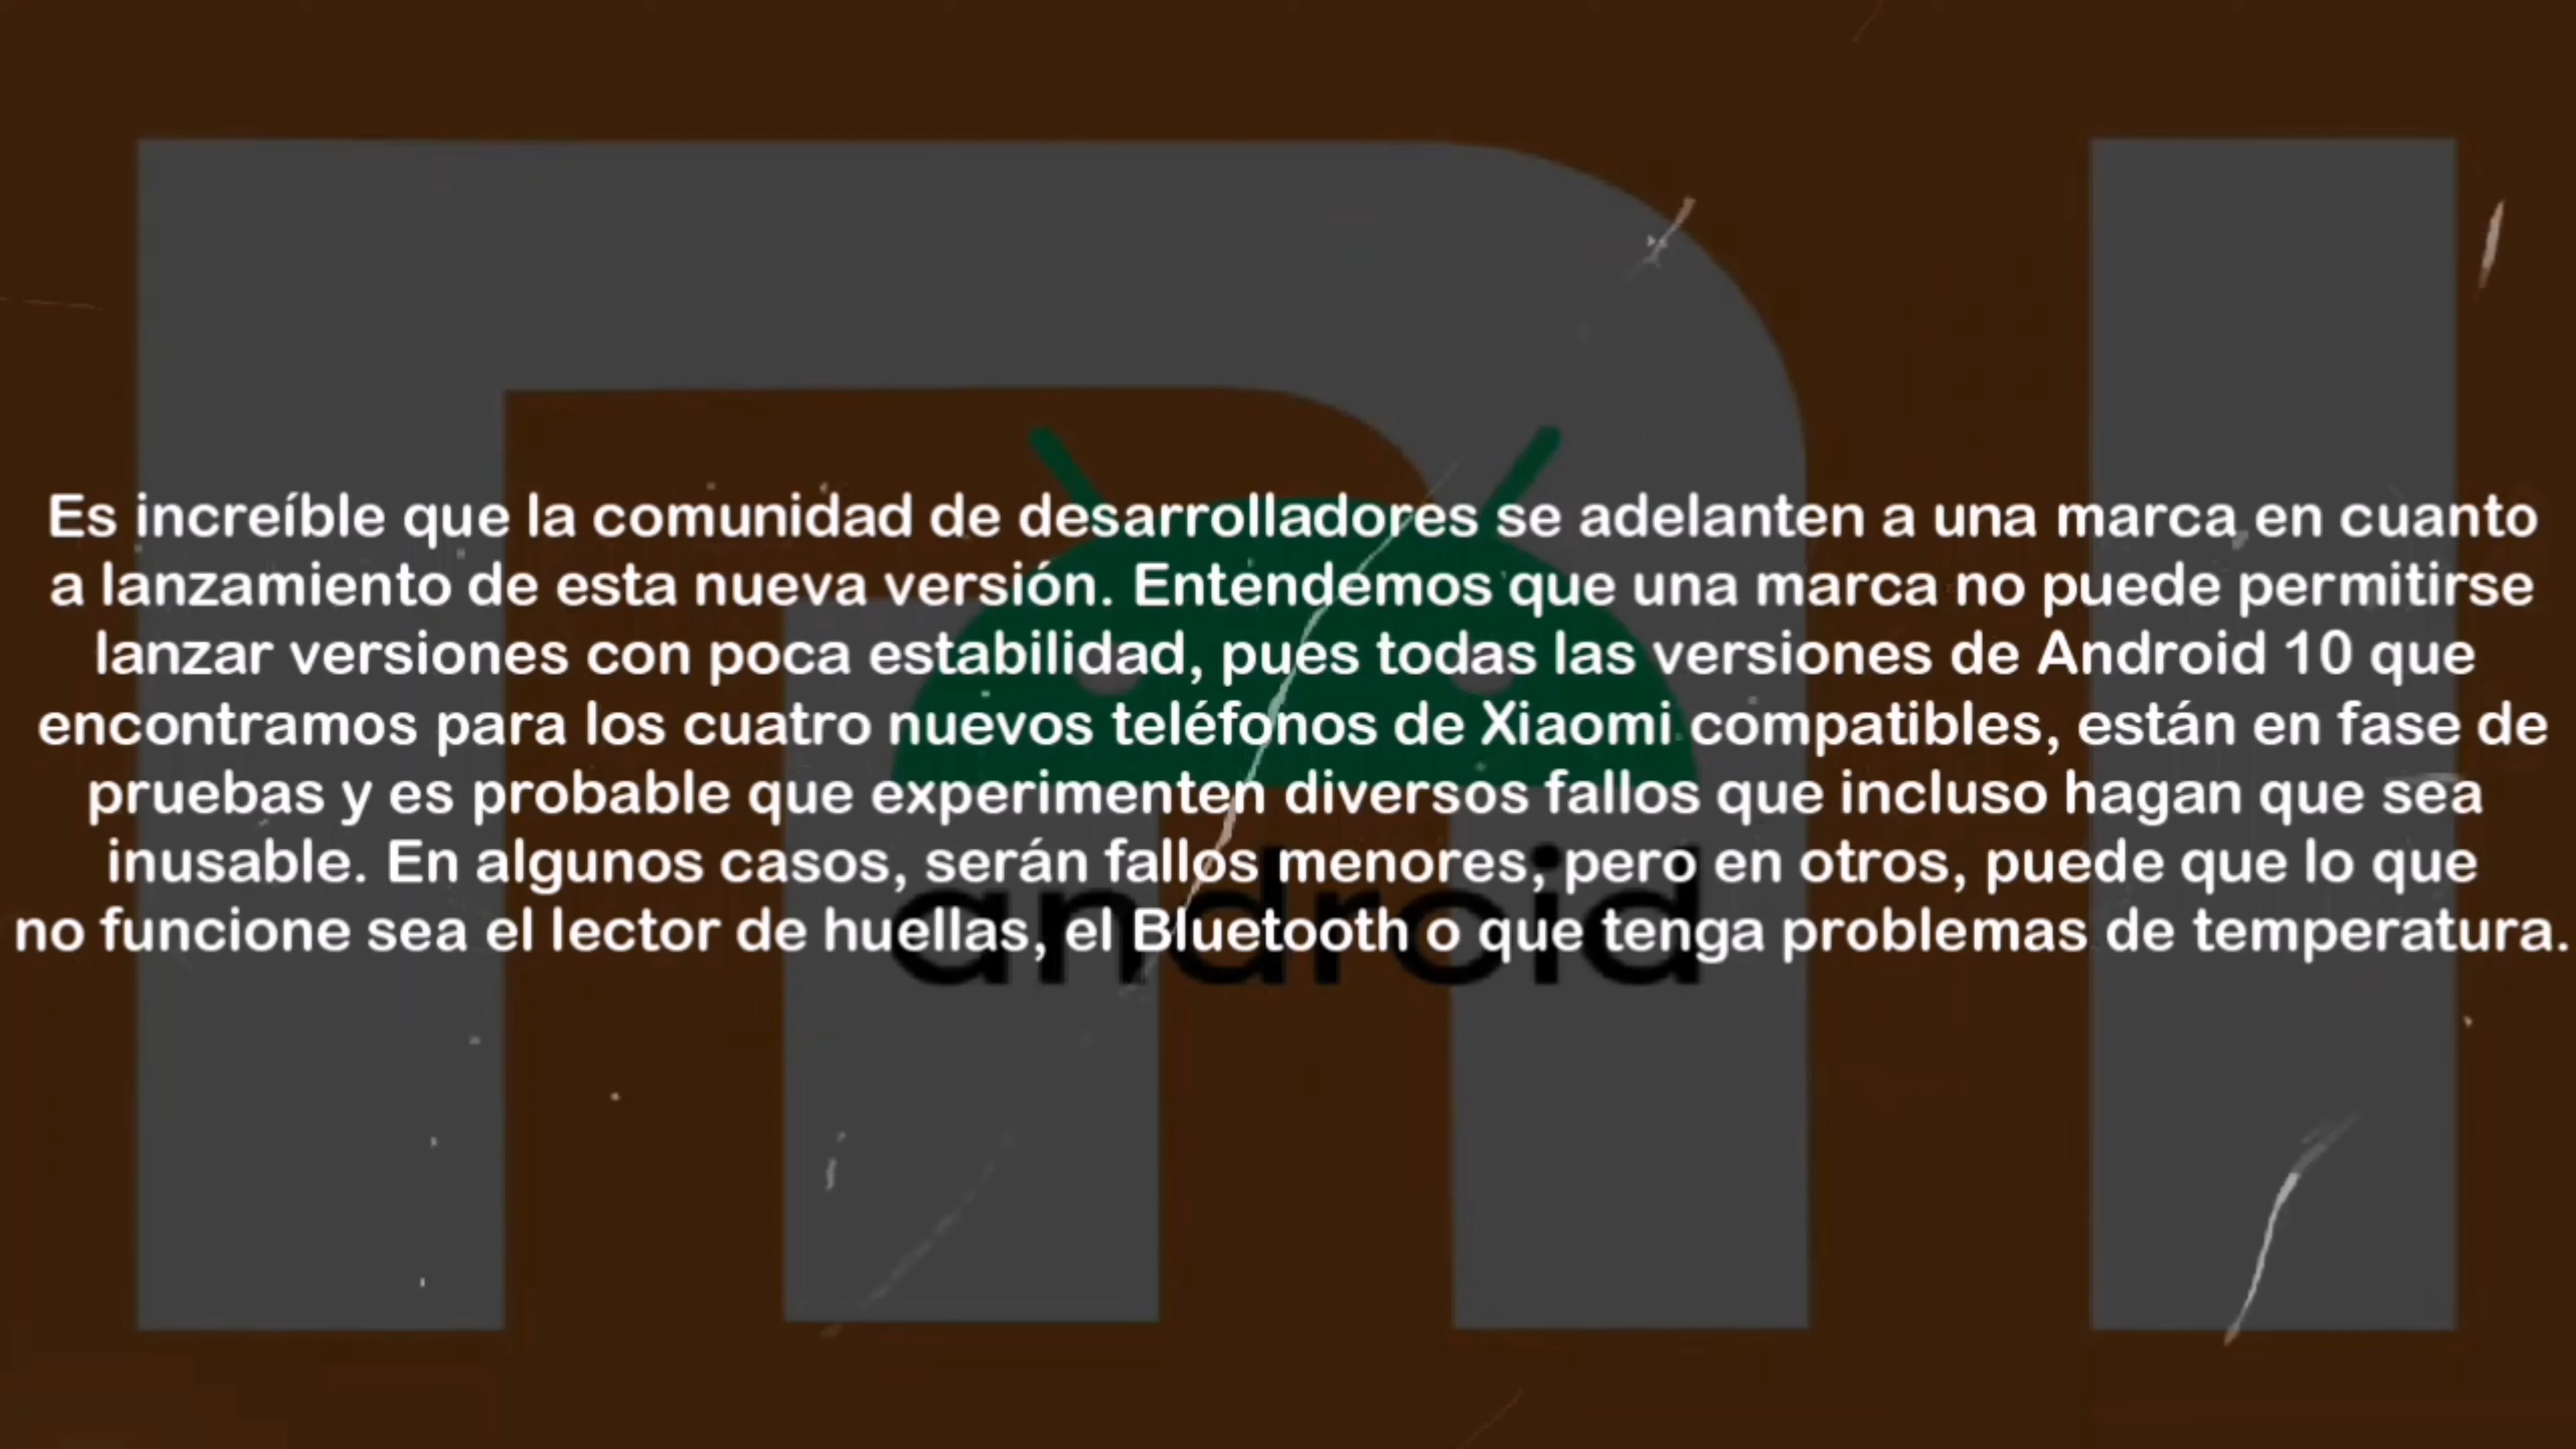 Es increíble que la comunidad de desarrolladores se adelanten a una marca en cuanto
a lanzamiento de esta nueva versión. Entendemos que una marca no puede permitirse
lanzar versiones con poca estabilidad, pues todas las versiones de Android 10 que
encontramos para los cuatro nuevos teléfonos de Xiaomi compatibles, están en fase de
pruebas y es probable que experimenten diversos fallos que incluso hagan que sea
inusable. En algunos casos, serán fallos menores, pero en otros, puede que lo que
no funcione sea el lector de huellas, el Bluetooth o que tenga problemas de temperatura.
android